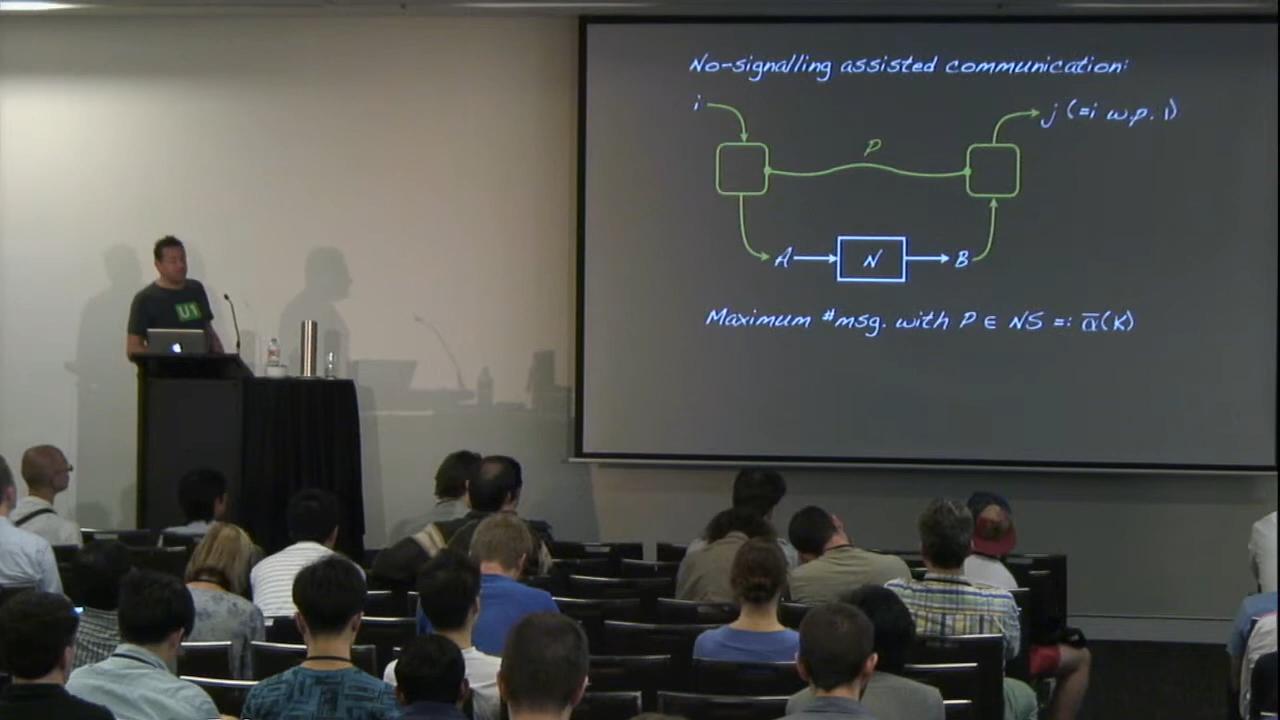 No-signalling assisted communication:
i
j (=i w.p. 1)
P
A
N
B
Maximum #msg. with P ∈ NS =: ᾱ(K)
U1